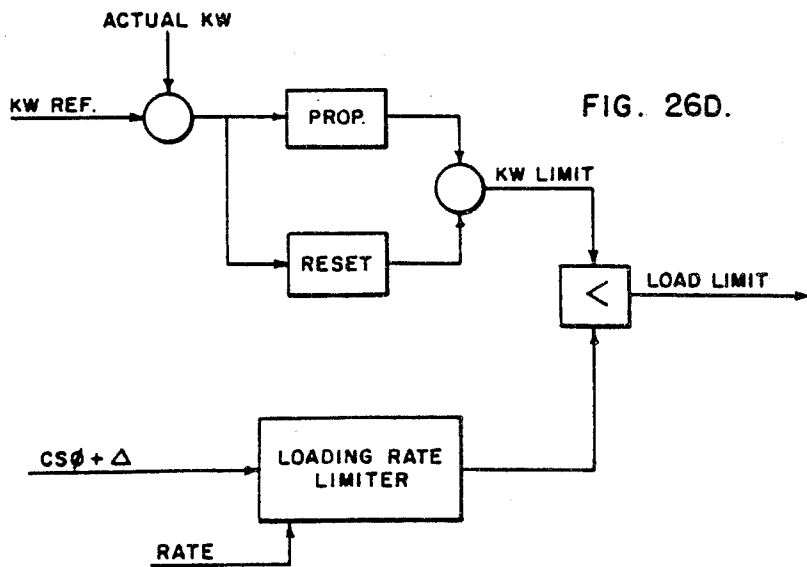 ACTUAL KW
KW REF.
PROP.
FIG. 26D.
KW LIMIT
RESET
<
LOAD LIMIT
CSØ + Δ
LOADING RATE
LIMITER
RATE